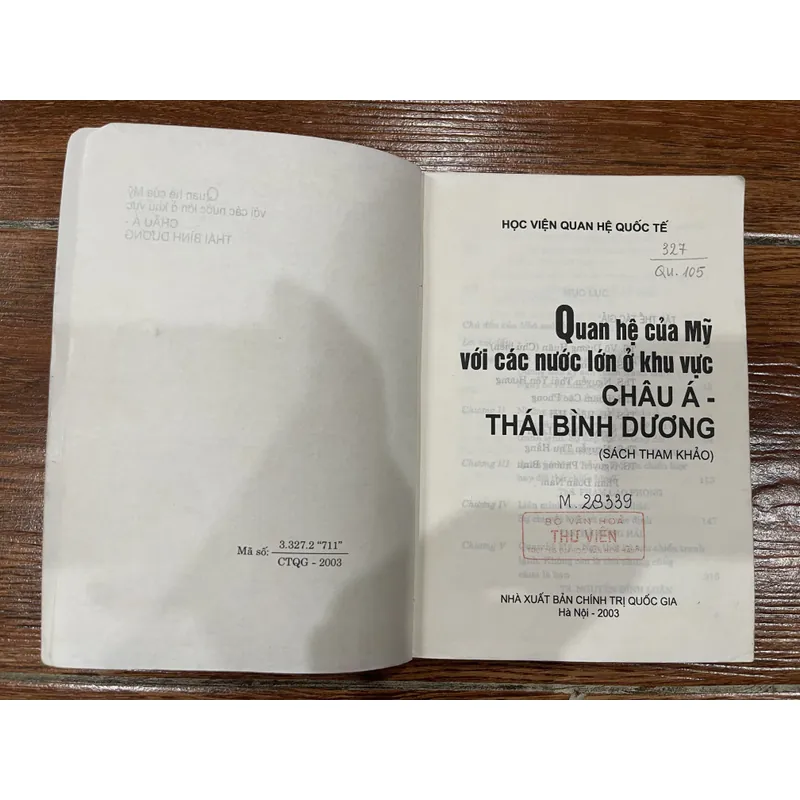 Mã số: 3.327.2 "711"
CTQG - 2003
HỌC VIỆN QUAN HỆ QUỐC TẾ
327
QU. 105
Quan hệ của Mỹ
với các nước lớn ở khu vực
CHÂU Á -
THÁI BÌNH DƯƠNG
(SÁCH THAM KHẢO)
M. 28339
BỘ VĂN HOÁ
THƯ VIỆN
NHÀ XUẤT BẢN CHÍNH TRỊ QUỐC GIA
Hà Nội - 2003